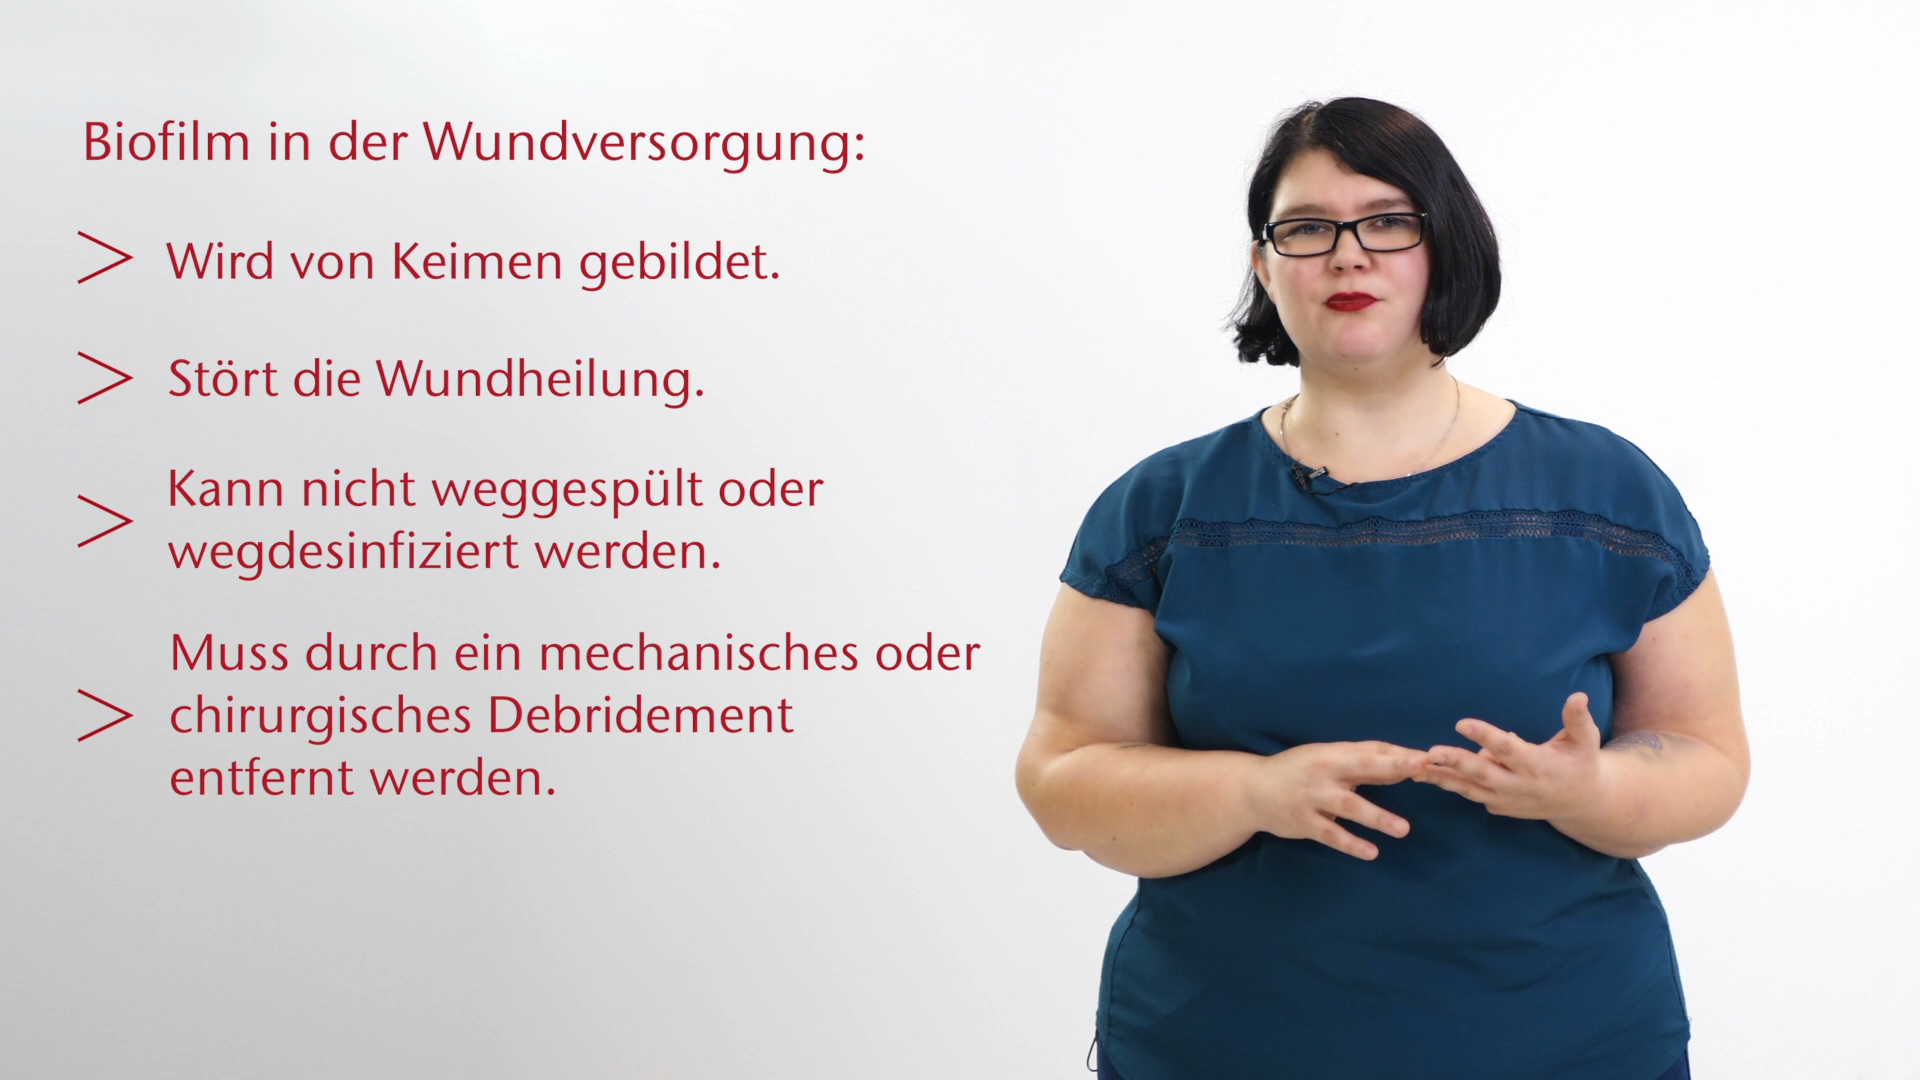 Biofilm in der Wundversorgung:
> Wird von Keimen gebildet.
> Stört die Wundheilung.
> Kann nicht weggespült oder
wegdesinfiziert werden.
> Muss durch ein mechanisches oder
chirurgisches Debridement
entfernt werden.